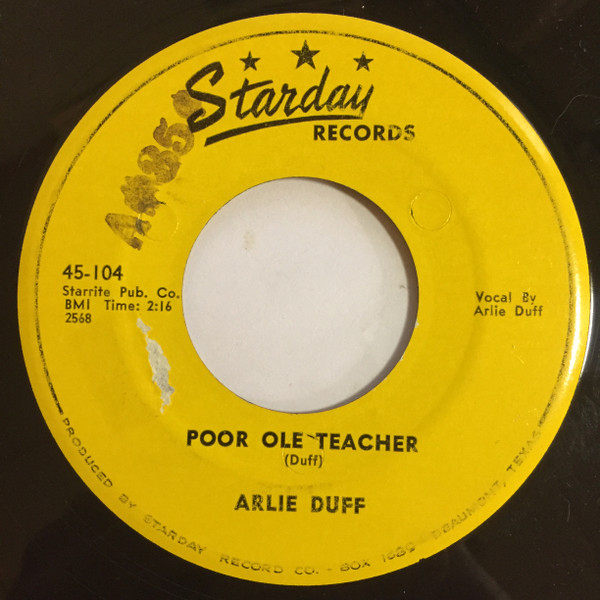 Starday
RECORDS
45-104
Starrite Pub. Co.
BMI Time: 2:16
2568
Vocal By
Arlie Duff
POOR OLE TEACHER
(Duff)
ARLIE DUFF
PRODUCED BY STARDAY RECORD CO. - BOX 1689 - BEAUMONT, TEXAS